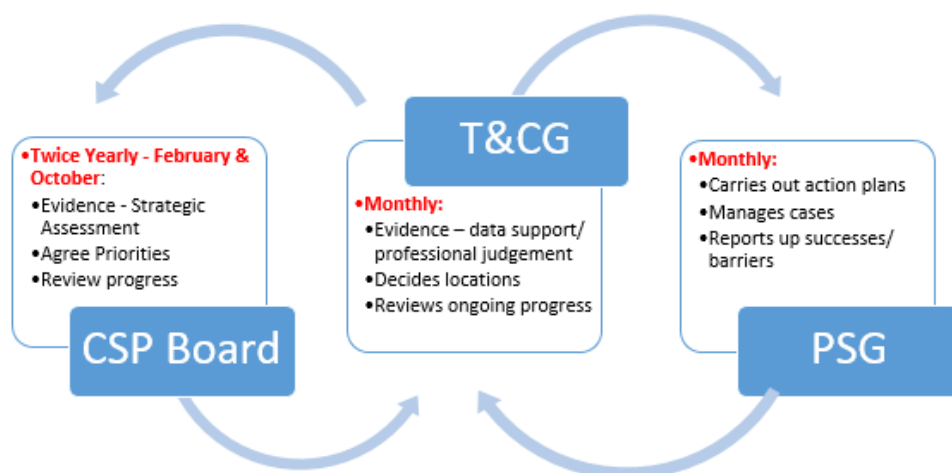 •Twice Yearly - February &
October:
•Evidence - Strategic
Assessment
•Agree Priorities
•Review progress
CSP Board
T&CG
•Monthly:
•Evidence – data support/
professional judgement
•Decides locations
•Reviews ongoing progress
•Monthly:
•Carries out action plans
•Manages cases
•Reports up successes/
barriers
PSG